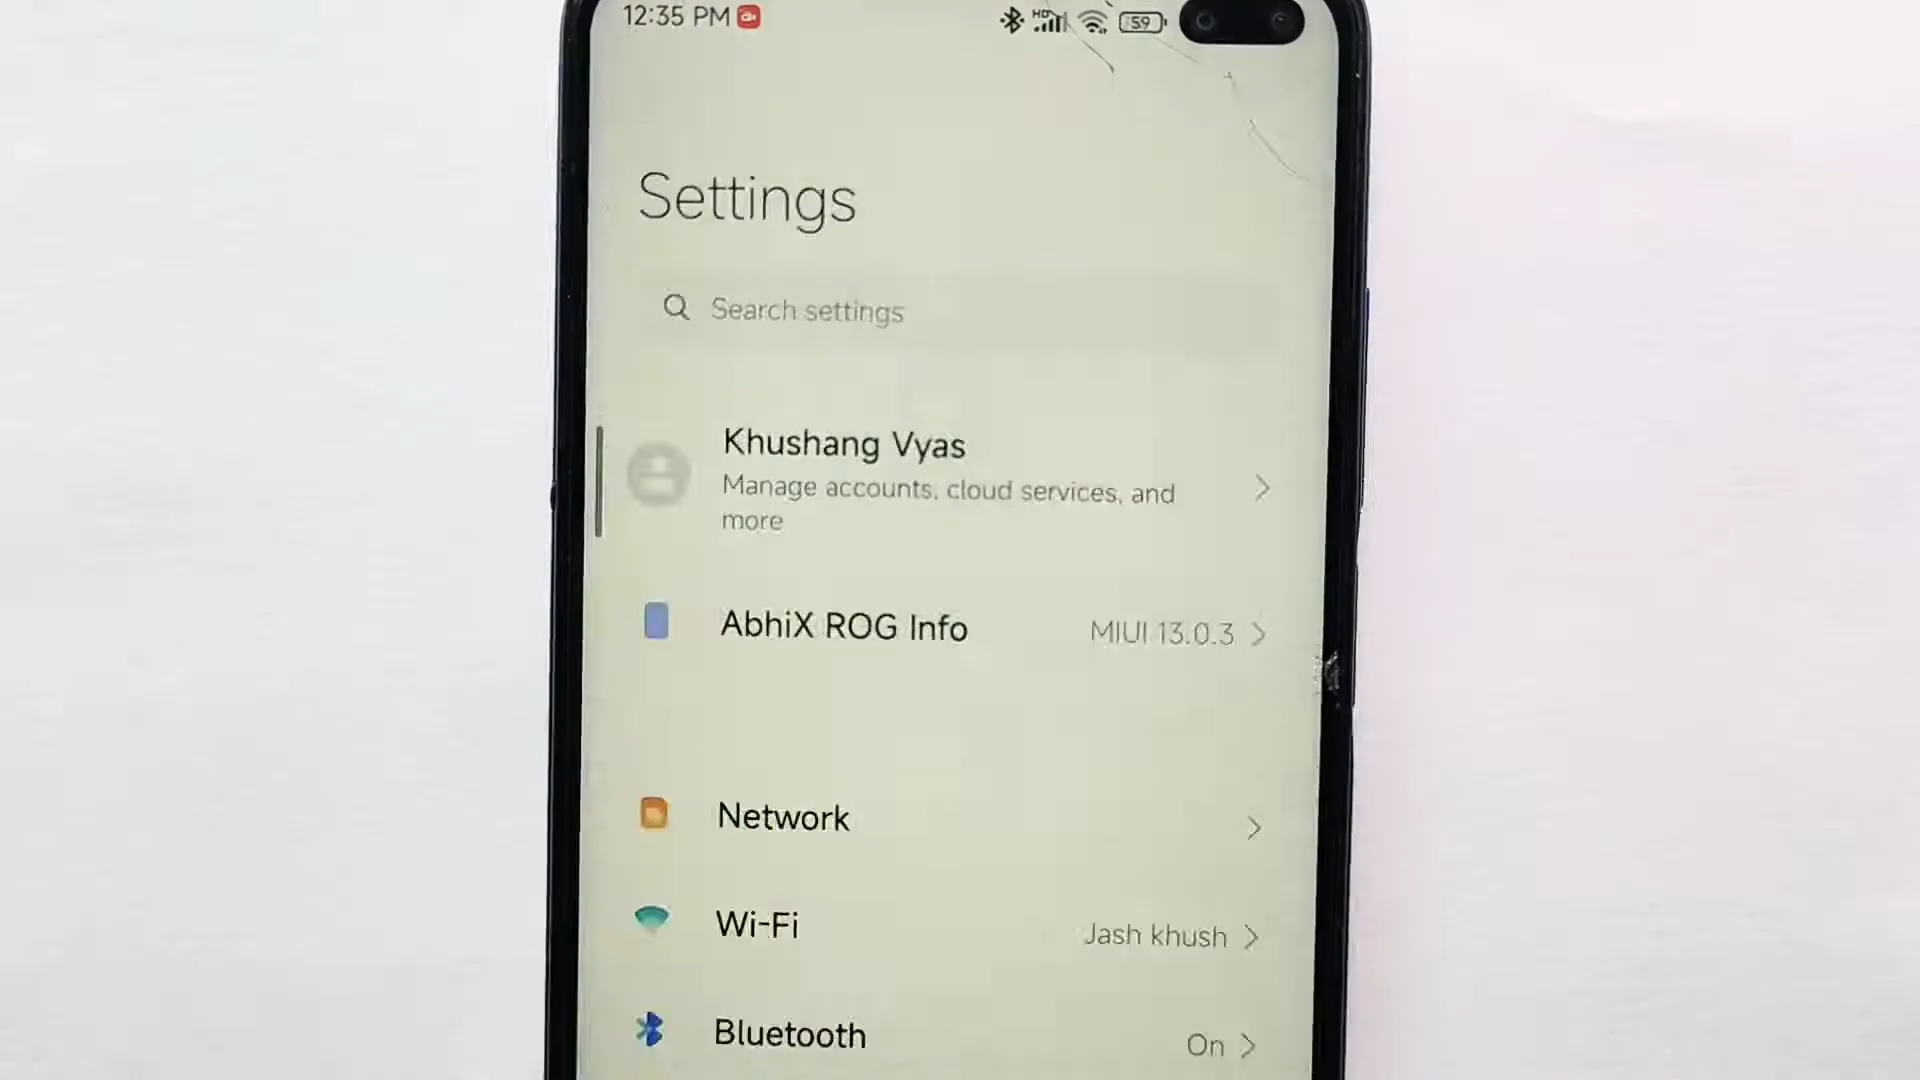 12:35 PM
HD
59
Settings
Search settings
Khushang Vyas
Manage accounts, cloud services, and
more
AbhiX ROG Info
MIUI 13.0.3
Network
Wi-Fi
Jash khush
Bluetooth
On